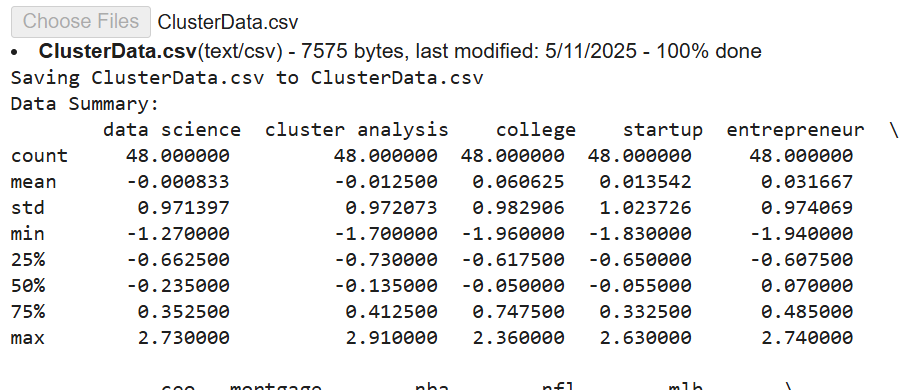 Choose Files ClusterData.csv
• ClusterData.csv(text/csv) - 7575 bytes, last modified: 5/11/2025 - 100% done
Saving ClusterData.csv to ClusterData.csv
Data Summary:
data science cluster analysis college startup entrepreneur \
count 48.000000 48.000000 48.000000 48.000000 48.000000
mean -0.000833 -0.012500 0.060625 0.013542 0.031667
std 0.971397 0.972073 0.982906 1.023726 0.974069
min -1.270000 -1.700000 -1.960000 -1.830000 -1.940000
25% -0.662500 -0.730000 -0.617500 -0.650000 -0.607500
50% -0.235000 -0.135000 -0.050000 -0.055000 0.070000
75% 0.352500 0.412500 0.747500 0.332500 0.485000
max 2.730000 2.910000 2.360000 2.630000 2.740000
ceo mortgage nba nfl mlb \